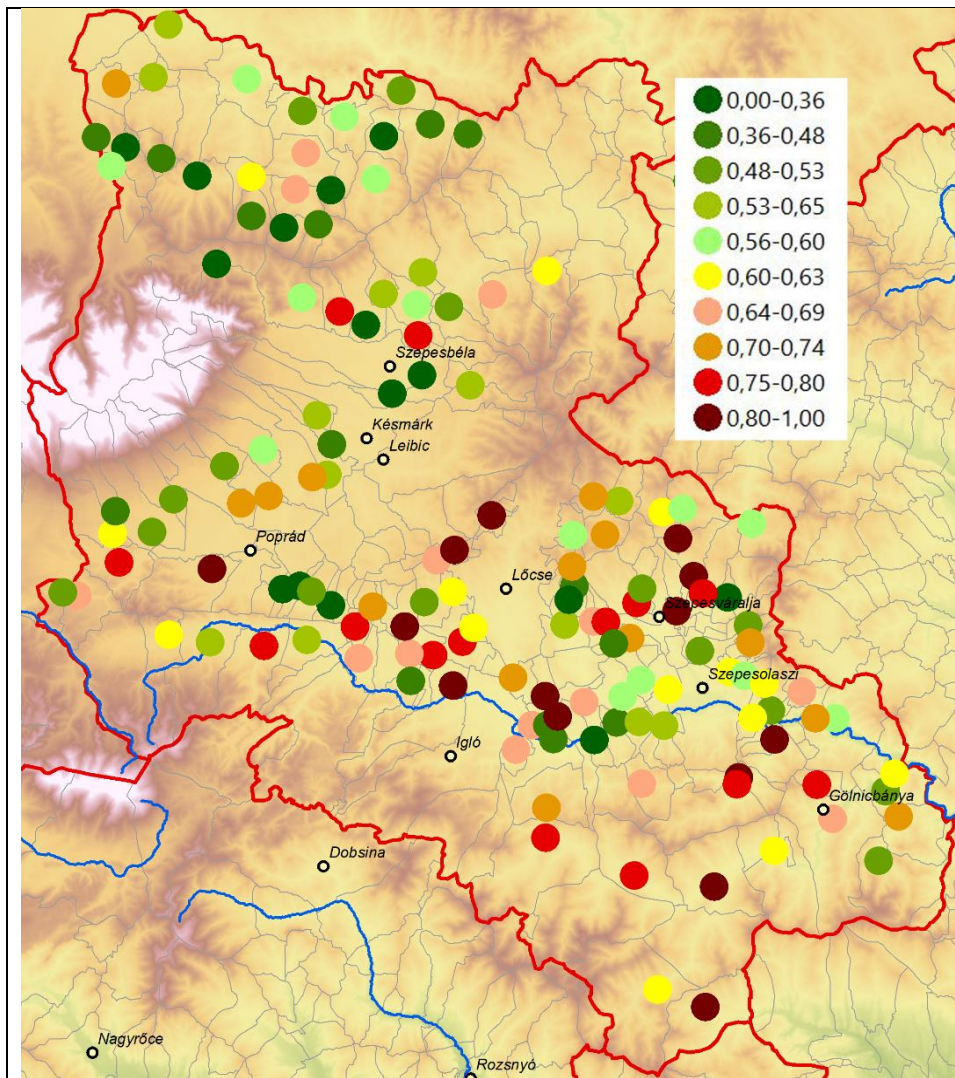 0,00-0,36
0,36-0,48
0,48-0,53
0,53-0,65
0,56-0,60
0,60-0,63
0,64-0,69
0,70-0,74
0,75-0,80
0,80-1,00
Szepesbéla
Késmárk
Leibic
Poprád
Lőcse
Szepesváralja
Szepesolaszi
Igló
Gölnicbánya
Dobsina
Nagyrőce
Rozsnyó